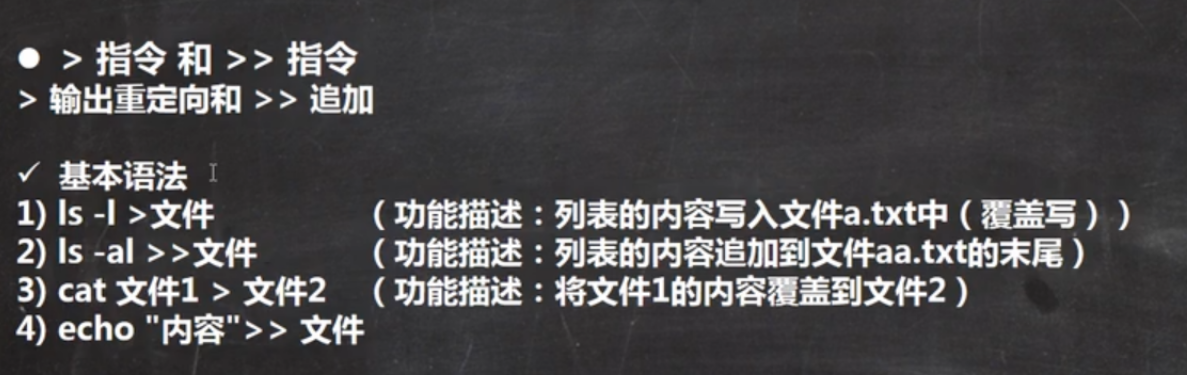 ● > 指令 和 >> 指令
> 输出重定向和 >> 追加
✓ 基本语法
1) ls -l >文件 （功能描述：列表的内容写入文件a.txt中（覆盖写））
2) ls -al >>文件 （功能描述：列表的内容追加到文件aa.txt的末尾）
3) cat 文件1 > 文件2 （功能描述：将文件1的内容覆盖到文件2）
4) echo "内容">> 文件